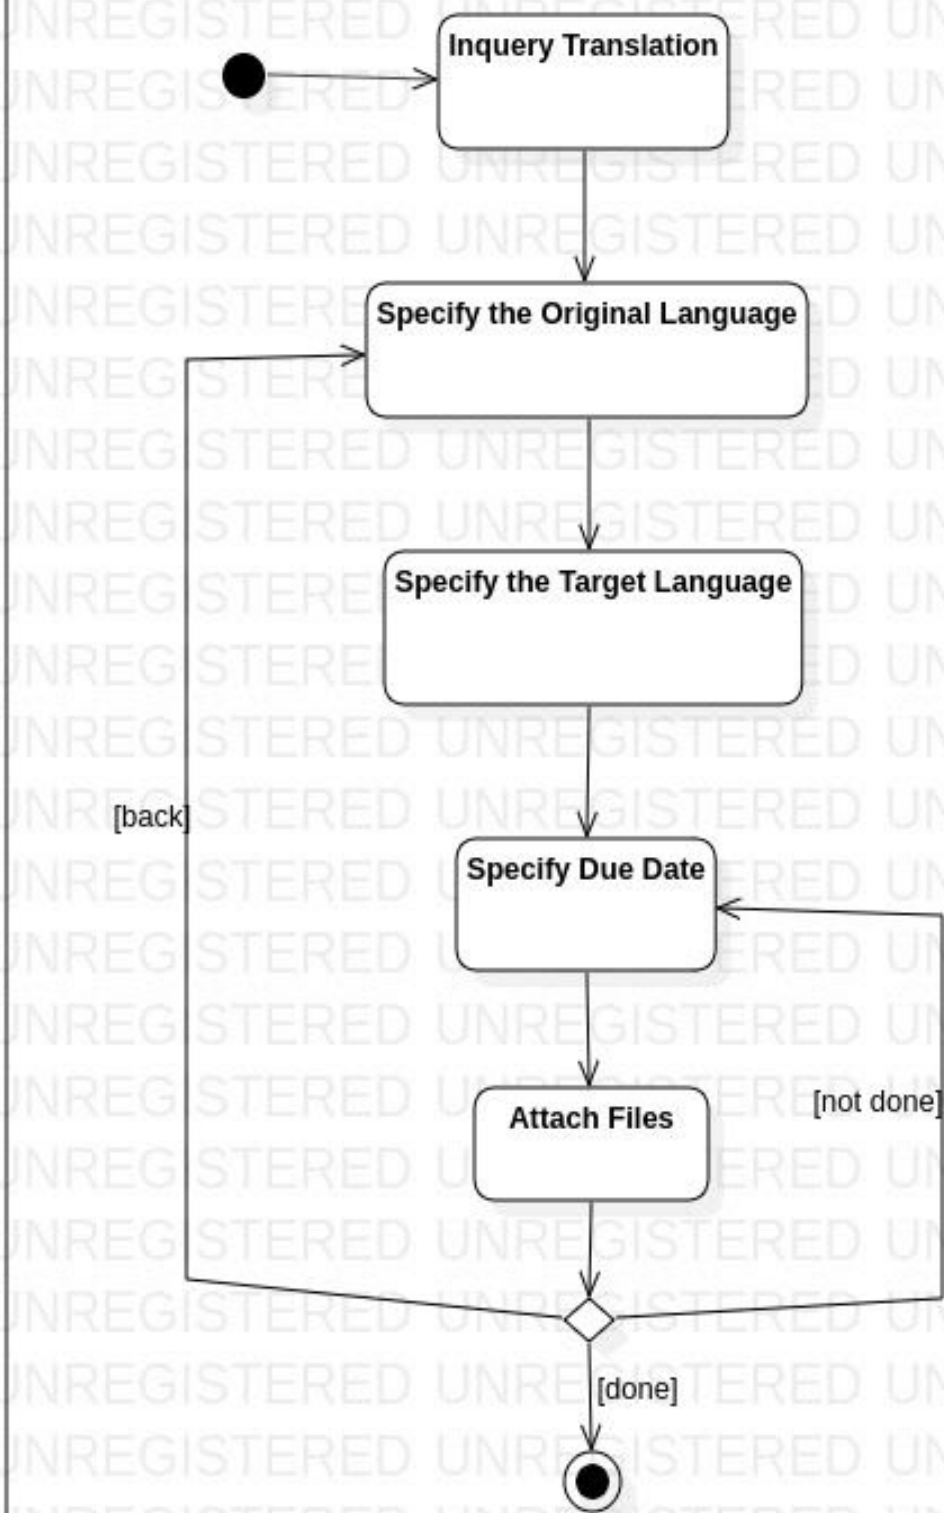 Inquery Translation
Specify the Original Language
Specify the Target Language
[back]
Specify Due Date
[not done]
Attach Files
[done]
UNREGISTERED